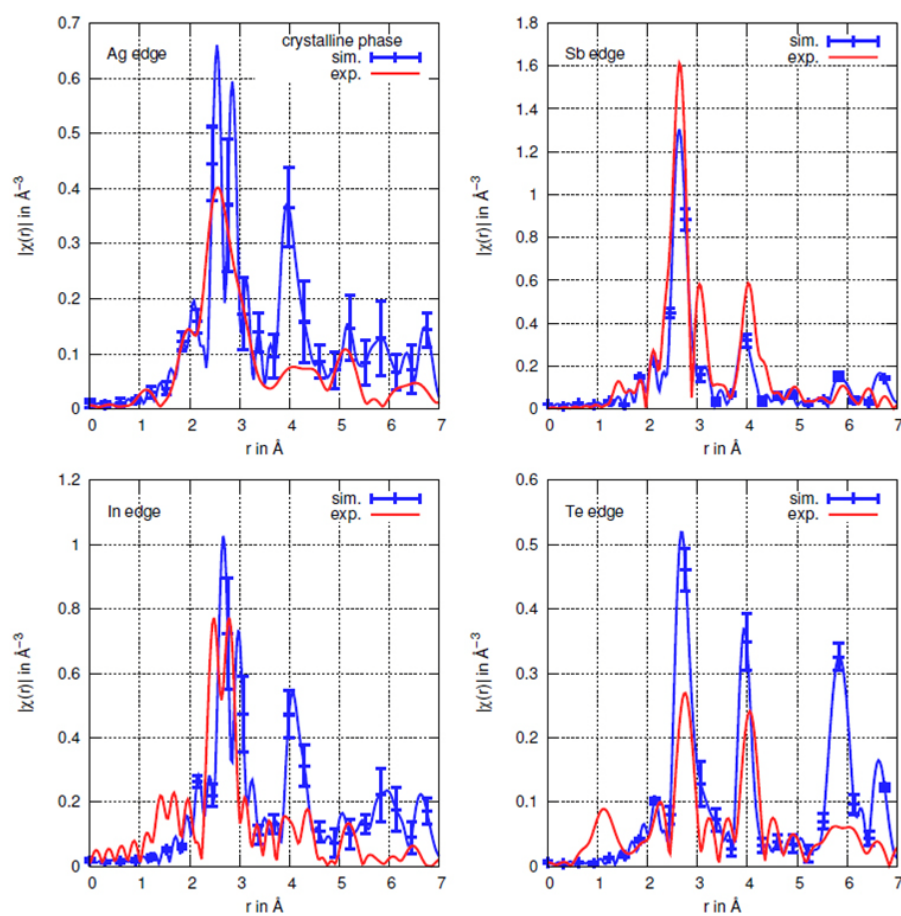 Ag edge
crystalline phase
sim.
exp.
|χ(r)| in Å⁻³
0.7
0.6
0.5
0.4
0.3
0.2
0.1
0
0 1 2 3 4 5 6 7
r in Å
Sb edge
sim.
exp.
|χ(r)| in Å⁻³
1.8
1.6
1.4
1.2
1
0.8
0.6
0.4
0.2
0
0 1 2 3 4 5 6 7
r in Å
In edge
sim.
exp.
|χ(r)| in Å⁻³
1.2
1
0.8
0.6
0.4
0.2
0
0 1 2 3 4 5 6 7
r in Å
Te edge
sim.
exp.
|χ(r)| in Å⁻³
0.6
0.5
0.4
0.3
0.2
0.1
0
0 1 2 3 4 5 6 7
r in Å